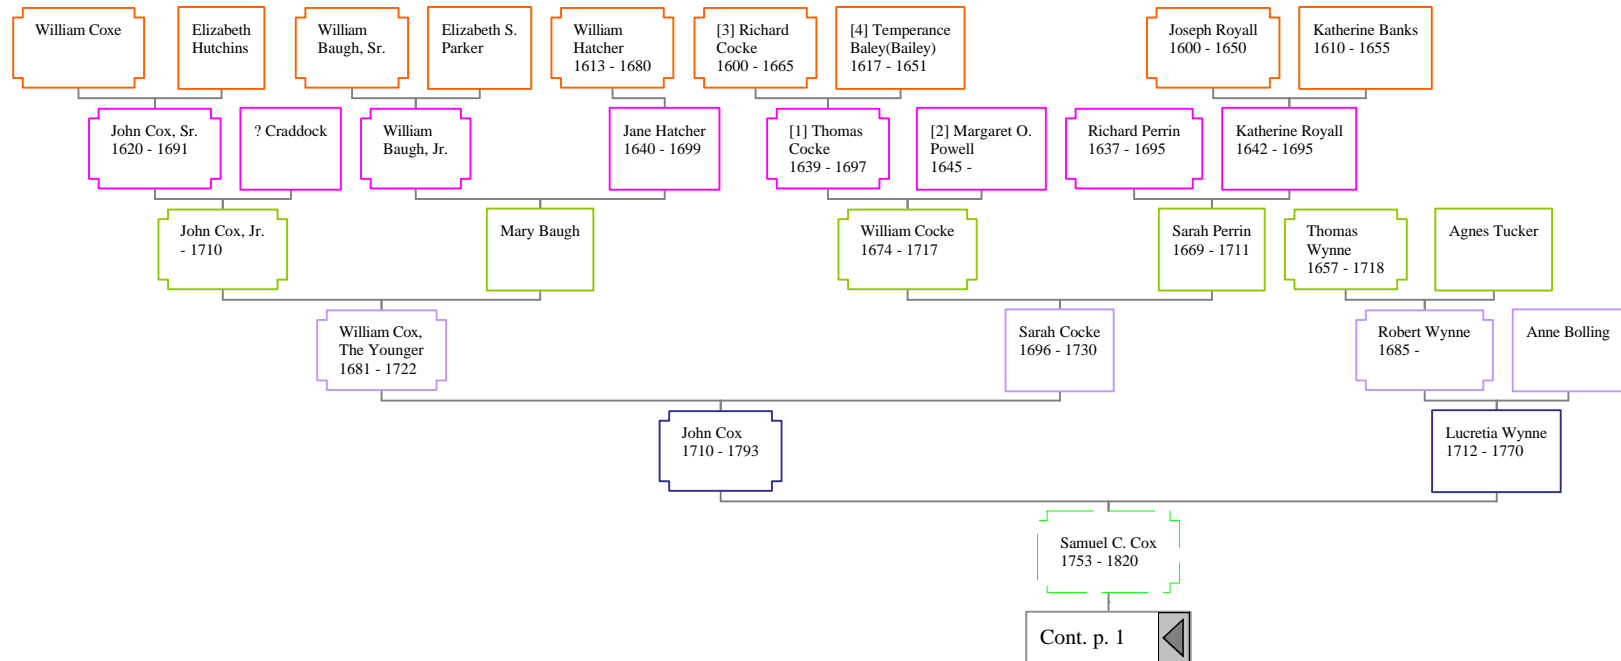 William Coxe
Elizabeth
Hutchins
William
Baugh, Sr.
Elizabeth S.
Parker
William
Hatcher
1613 - 1680
[3] Richard
Cocke
1600 - 1665
[4] Temperance
Baley(Bailey)
1617 - 1651
Joseph Royall
1600 - 1650
Katherine Banks
1610 - 1655
John Cox, Sr.
1620 - 1691
? Craddock
William
Baugh, Jr.
Jane Hatcher
1640 - 1699
[1] Thomas
Cocke
1639 - 1697
[2] Margaret O.
Powell
1645 -
Richard Perrin
1637 - 1695
Katherine Royall
1642 - 1695
John Cox, Jr.
- 1710
Mary Baugh
William Cocke
1674 - 1717
Sarah Perrin
1669 - 1711
Thomas
Wynne
1657 - 1718
Agnes Tucker
William Cox,
The Younger
1681 - 1722
Sarah Cocke
1696 - 1730
Robert Wynne
1685 -
Anne Bolling
John Cox
1710 - 1793
Lucretia Wynne
1712 - 1770
Samuel C. Cox
1753 - 1820
Cont. p. 1